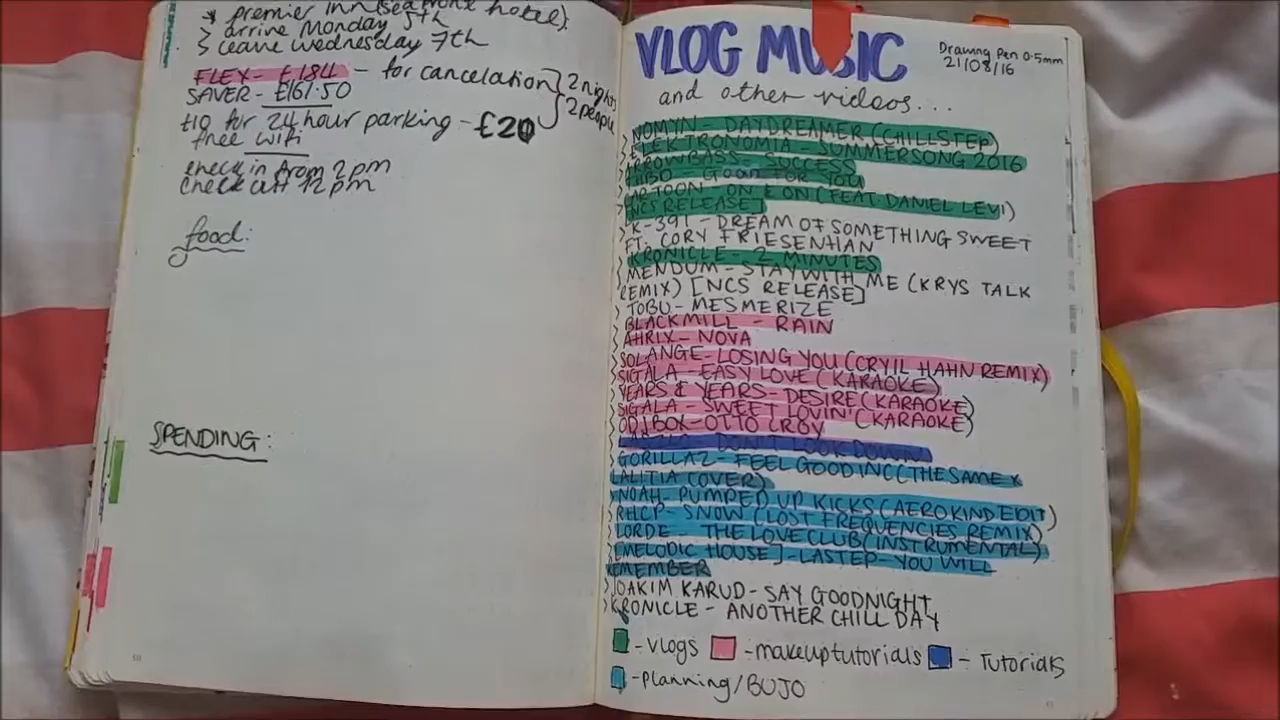 premier inn (seafront hotel).
> arrive Monday 5th
> leave wednesday 7th
FLEX - £184 - for cancelation
SAVER - £161.50
2 nights
2 people
£10 for 24 hour parking - £20
free wifi
check in from 2 pm
check out 12 pm
food:
SPENDING:
VLOG MUSIC
Drawing Pen 0.5mm
21/08/16
and other videos...
> NOMYN - DAYDREAMER (CHILLSTEP)
> ELEKTRONOMIA - SUMMERSONG 2016
> ARROWBASS - SUCCESS
> TOBU - GOOD FOR YOU
> CARTOON - ON & ON (FEAT. DANIEL LEVI)
[NCS RELEASE]
> K-391 - DREAM OF SOMETHING SWEET
FT. CORY FRIESENHAN
> KRONICLE - 2 MINUTES
> MENDUM - STAY WITH ME (KRYS TALK
REMIX) [NCS RELEASE]
> TOBU - MESMERIZE
> BLACKMILL - RAIN
> AHRIX - NOVA
> SOLANGE - LOSING YOU (CRYIL HAHN REMIX)
> SIGALA - EASY LOVE (KARAOKE)
> YEARS & YEARS - DESIRE (KARAOKE)
> SIGALA - SWEET LOVIN' (KARAOKE)
> ODJBOX - OTTO CROY
DON'T LOOK DOWN
> GORILLAZ - FEEL GOOD INC (THE SAME X
LALITIA COVER)
> NOAH - PUMPED UP KICKS (AEROKIND EDIT)
> RHCP - SNOW (LOST FREQUENCIES REMIX)
> LORDE - THE LOVE CLUB (INSTRUMENTAL)
> [MELODIC HOUSE] - LASTEP - YOU WILL
REMEMBER
> JOAKIM KARUD - SAY GOODNIGHT
> KRONICLE - ANOTHER CHILL DAY
- vlogs - makeup tutorials - Tutorials
- planning/BUJO